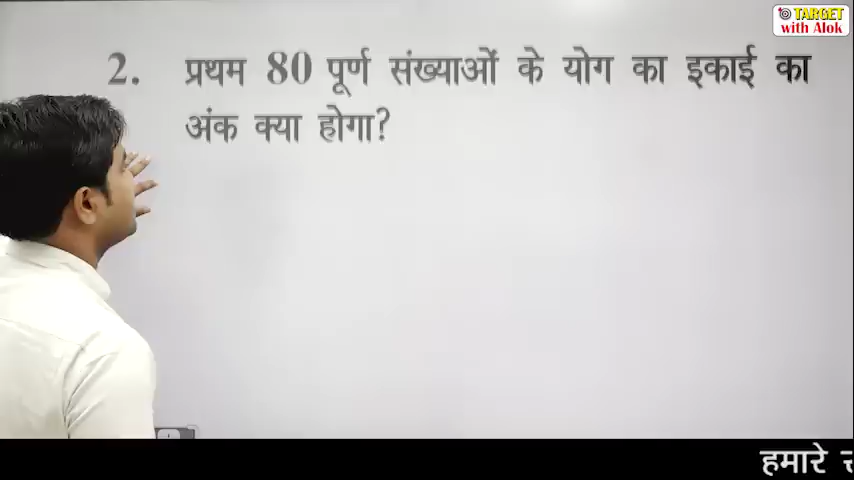 TARGET
with Alok
2. प्रथम 80 पूर्ण संख्याओं के योग का इकाई का
अंक क्या होगा?
हमारे